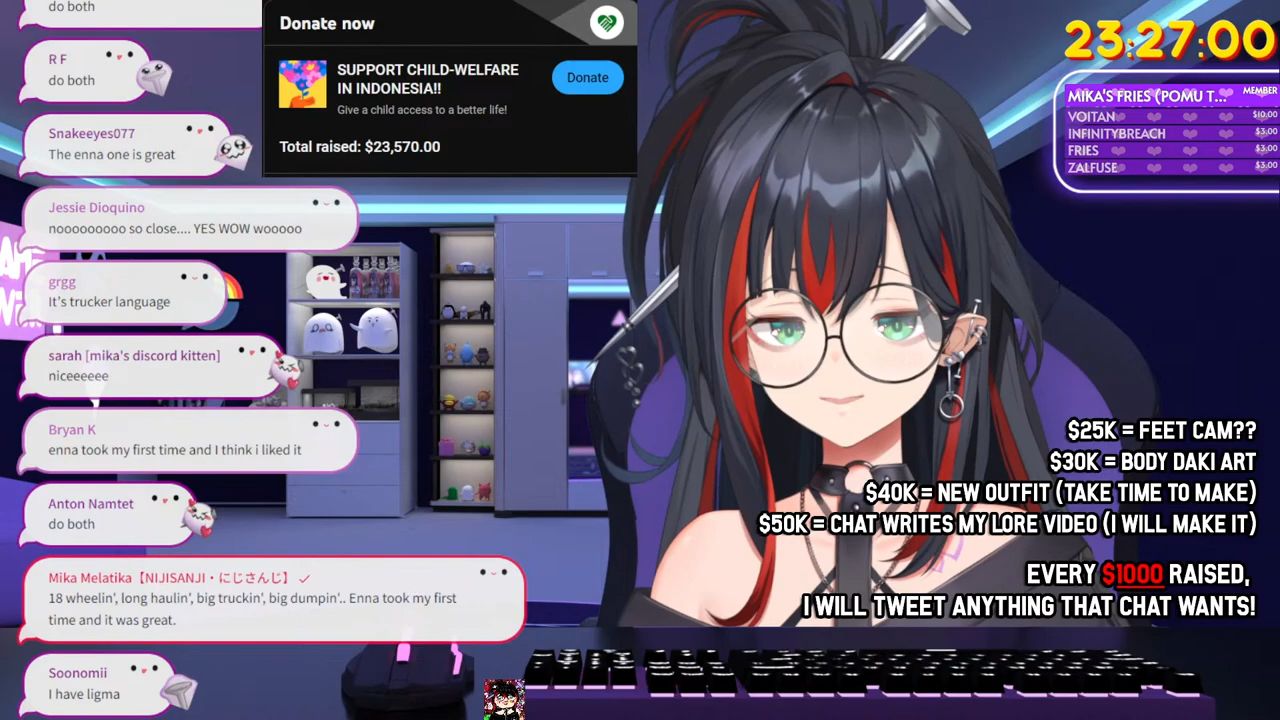 do both
R F
do both
Snakeeyes077
The enna one is great
Jessie Dioquino
nooooooooo so close.... YES WOW wooooo
grgg
It's trucker language
sarah [mika's discord kitten]
niceeeeee
Bryan K
enna took my first time and I think i liked it
Anton Namtet
do both
Mika Melatika【NIJISANJI・にじさんじ】
18 wheelin', long haulin', big truckin', big dumpin'.. Enna took my first
time and it was great.
Soonomii
I have ligma
Donate now
SUPPORT CHILD-WELFARE
IN INDONESIA!!
Donate
Give a child access to a better life!
Total raised: $23,570.00
23:27:00
MIKA'S FRIES (POMU T... MEMBER
VOITAN $10.00
INFINITYBREACH $3.00
FRIES $3.00
ZALFUSE $3.00
$25K = FEET CAM??
$30K = BODY DAKI ART
$40K = NEW OUTFIT (TAKE TIME TO MAKE)
$50K = CHAT WRITES MY LORE VIDEO (I WILL MAKE IT)
EVERY $1000 RAISED,
I WILL TWEET ANYTHING THAT CHAT WANTS!